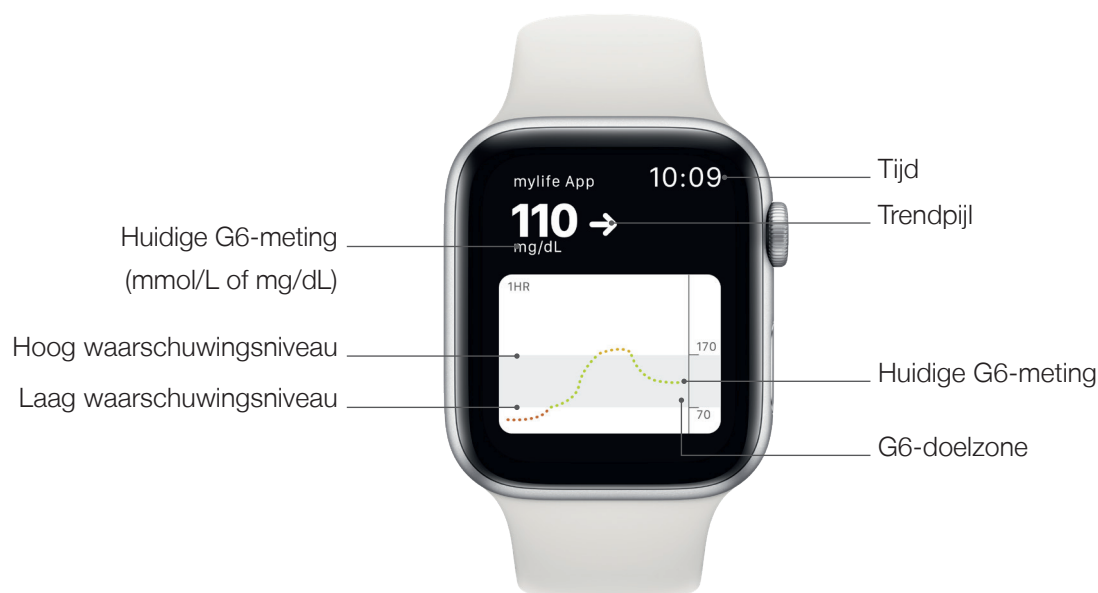 mylife App
10:09
110
mg/dL
1HR
170
70
Huidige G6-meting
(mmol/L of mg/dL)
Hoog waarschuwingsniveau
Laag waarschuwingsniveau
Tijd
Trendpijl
Huidige G6-meting
G6-doelzone